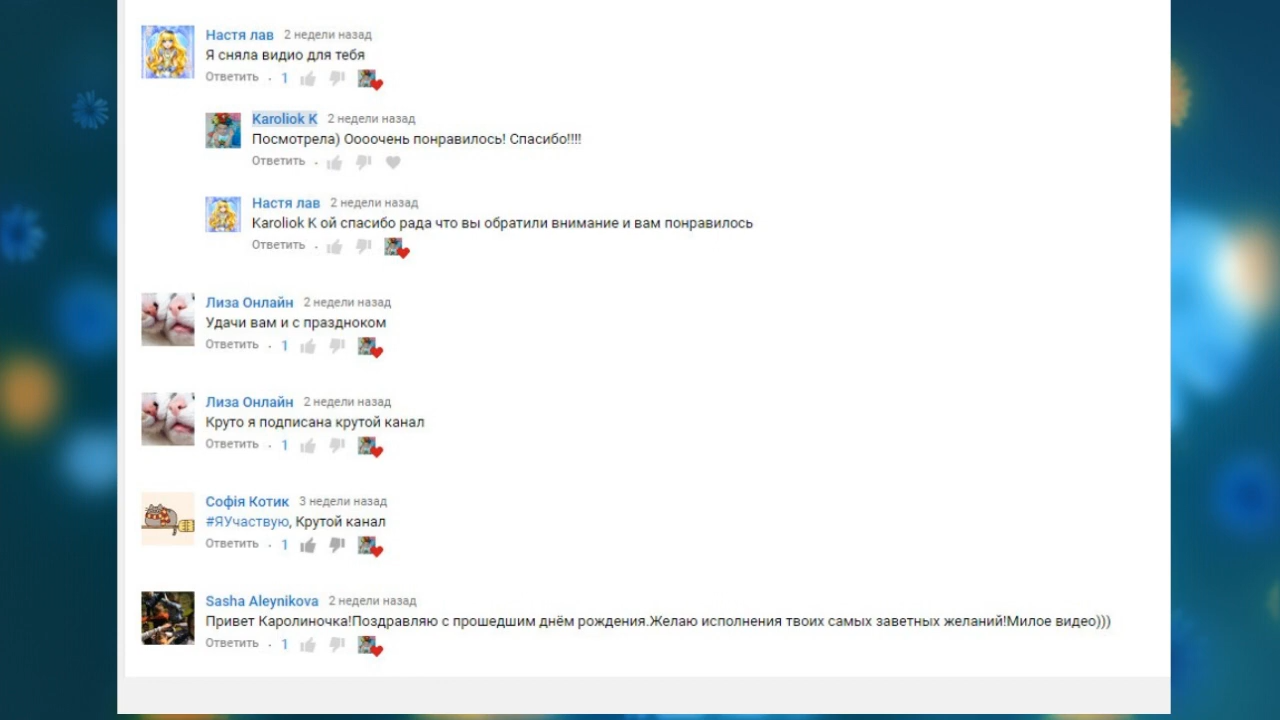 Настя лав 2 недели назад
Я сняла видио для тебя
Ответить · 1
Karoliok K 2 недели назад
Посмотрела) Оооочень понравилось! Спасибо!!!!
Ответить ·
Настя лав 2 недели назад
Karoliok K ой спасибо рада что вы обратили внимание и вам понравилось
Ответить ·
Лиза Онлайн 2 недели назад
Удачи вам и с праздноком
Ответить · 1
Лиза Онлайн 2 недели назад
Круто я подписана крутой канал
Ответить · 1
Софія Котик 3 недели назад
#ЯУчаствую, Крутой канал
Ответить · 1
Sasha Aleynikova 2 недели назад
Привет Каролиночка!Поздравляю с прошедшим днём рождения.Желаю исполнения твоих самых заветных желаний!Милое видео)))
Ответить · 1